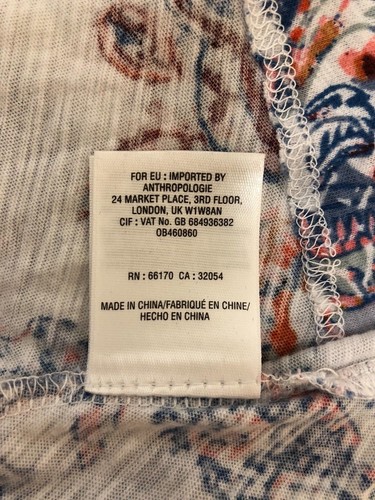 FOR EU : IMPORTED BY
ANTHROPOLOGIE
24 MARKET PLACE, 3RD FLOOR,
LONDON, UK W1W8AN
CIF : VAT No. GB 684936382
OB460860
RN : 66170 CA : 32054
MADE IN CHINA/FABRIQUÉ EN CHINE/
HECHO EN CHINA